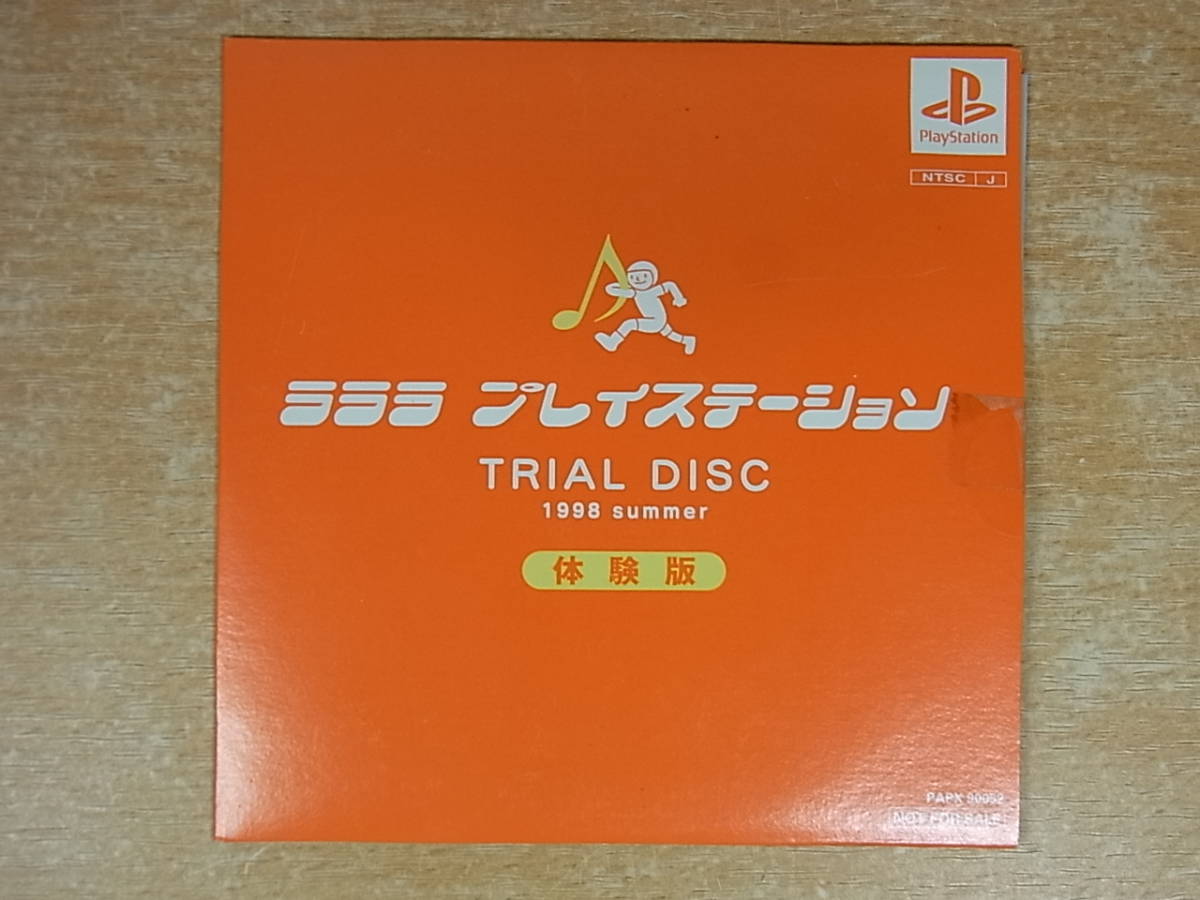 PlayStation
NTSC J
ラララ プレイステーション
TRIAL DISC
1998 summer
体験版
PAPX 90052
NOT FOR SALE